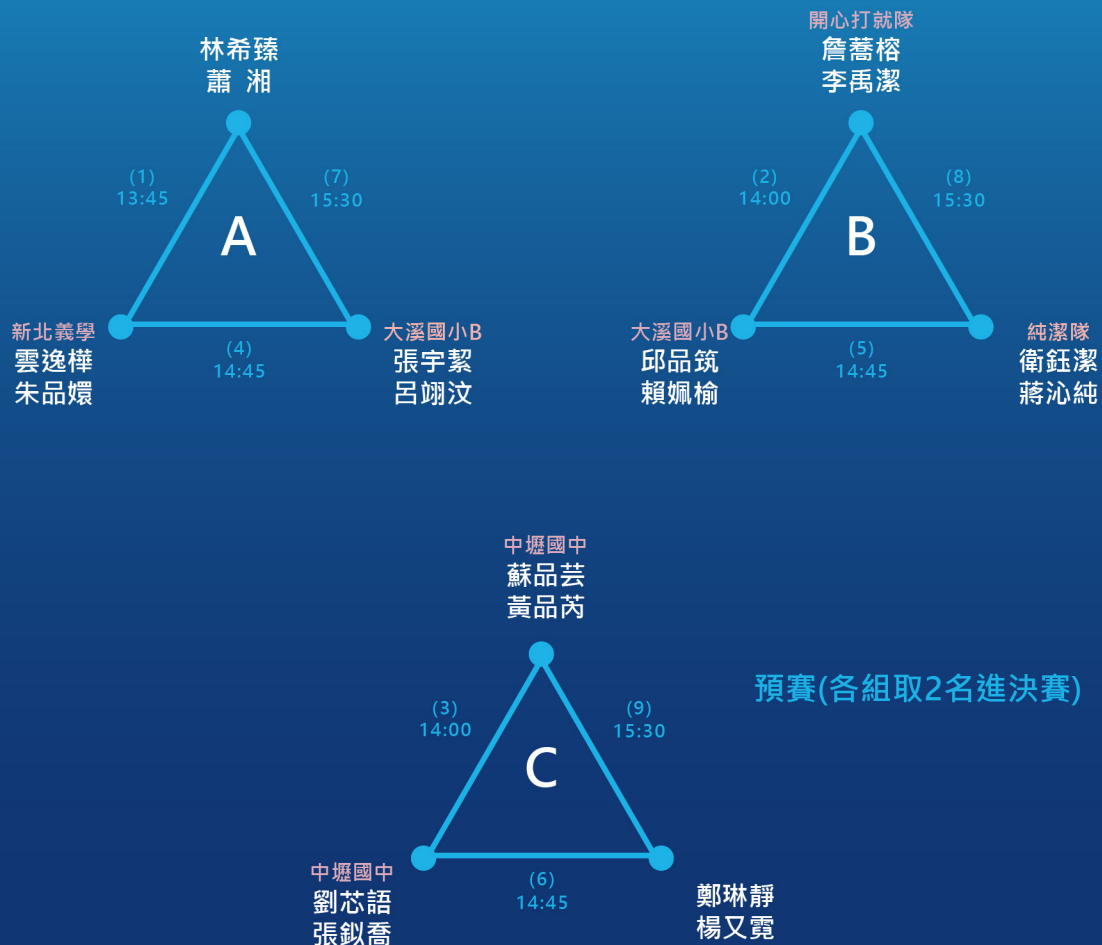 林希臻
蕭 湘
(1)
13:45
(7)
15:30
A
新北義學
雲逸樺
朱品嬛
(4)
14:45
大溪國小B
張宇絜
呂翊汶
開心打就隊
詹蕎榕
李禹潔
(2)
14:00
(8)
15:30
B
大溪國小B
邱品筑
賴姵榆
(5)
14:45
純潔隊
衛鈺潔
蔣沁純
中壢國中
蘇品芸
黃品芮
(3)
14:00
(9)
15:30
C
預賽(各組取2名進決賽)
中壢國中
劉芯語
張鈫喬
(6)
14:45
鄭琳靜
楊又霓